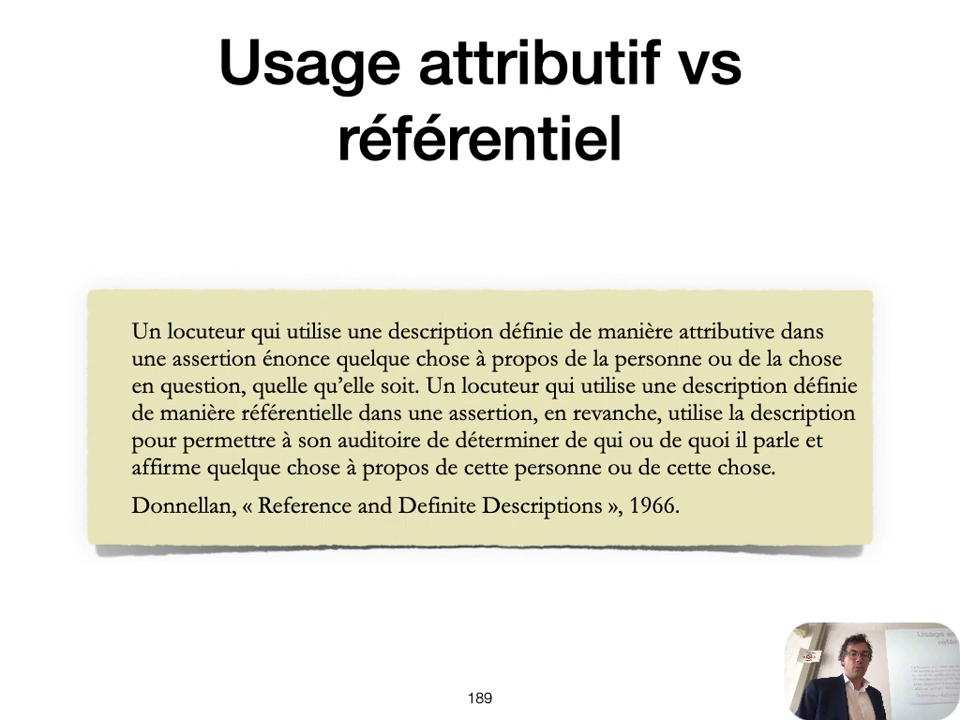 Usage attributif vs
référentiel
Un locuteur qui utilise une description définie de manière attributive dans
une assertion énonce quelque chose à propos de la personne ou de la chose
en question, quelle qu’elle soit. Un locuteur qui utilise une description définie
de manière référentielle dans une assertion, en revanche, utilise la description
pour permettre à son auditoire de déterminer de qui ou de quoi il parle et
affirme quelque chose à propos de cette personne ou de cette chose.
Donnellan, « Reference and Definite Descriptions », 1966.
189